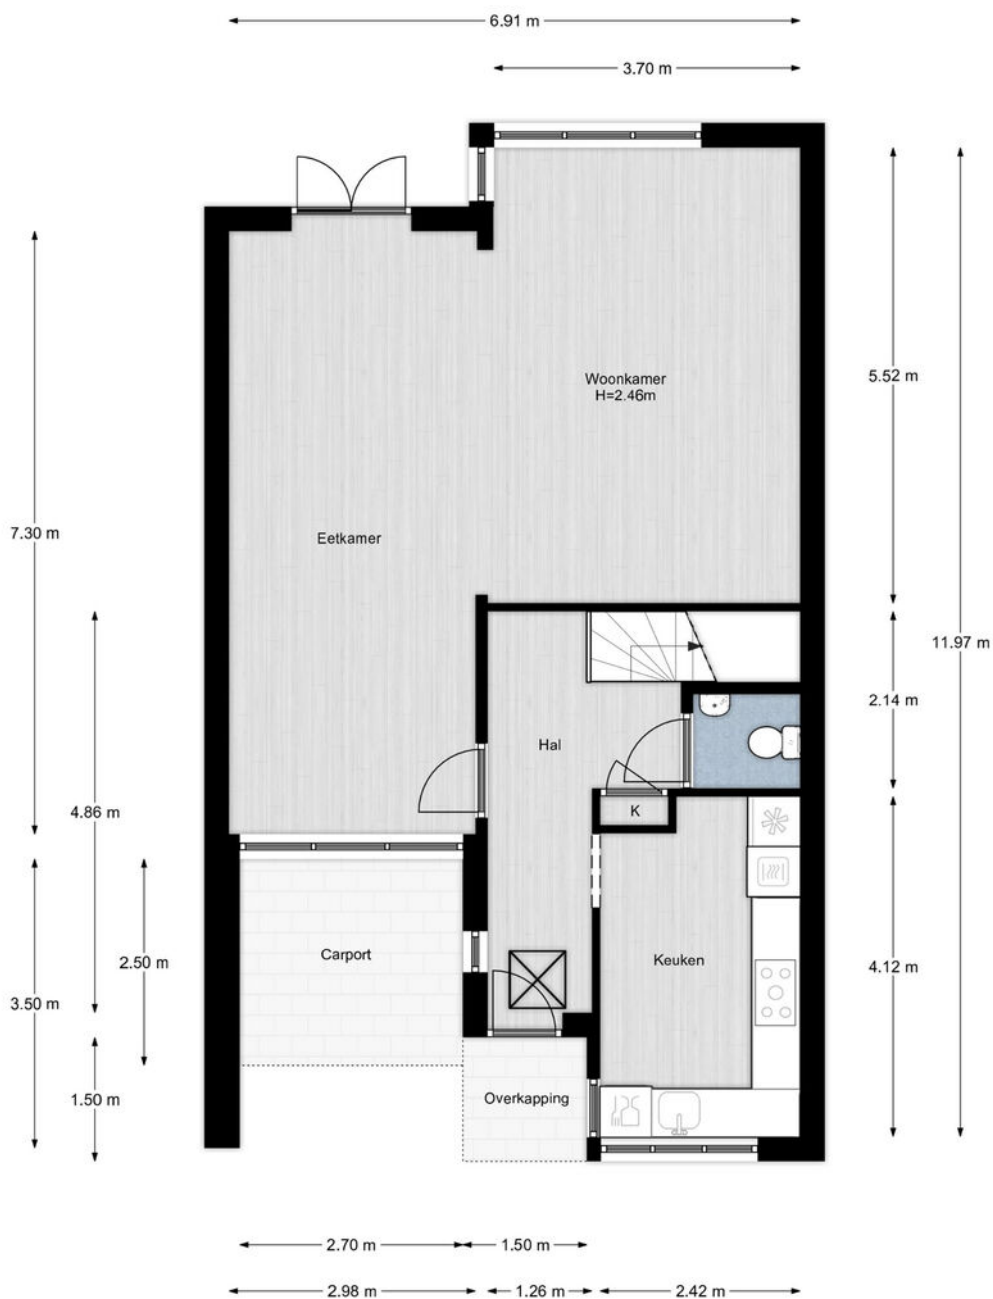 6.91 m
3.70 m
Woonkamer
H=2.46m
5.52 m
7.30 m
Eetkamer
11.97 m
2.14 m
Hal
4.86 m
K
Carport
Keuken
2.50 m
4.12 m
3.50 m
1.50 m
Overkapping
2.70 m
1.50 m
2.98 m
1.26 m
2.42 m